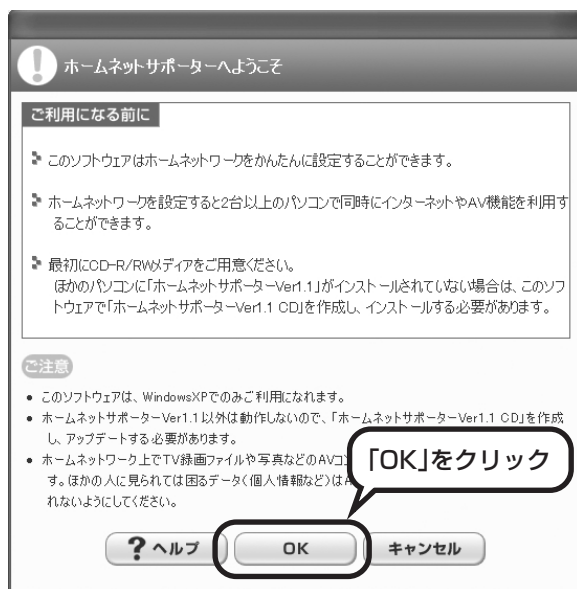 ホームネットサポーターへようこそ
ご利用になる前に
このソフトウェアはホームネットワークをかんたんに設定することができます。
ホームネットワークを設定すると2台以上のパソコンで同時にインターネットやAV機能を利用す
ることができます。
最初にCD-R/RWメディアをご用意ください。
ほかのパソコンに「ホームネットサポーターVer1.1」がインストールされていない場合は、このソフ
トウェアで「ホームネットサポーターVer1.1 CD」を作成し、インストールする必要があります。
ご注意
このソフトウェアは、WindowsXPでのみご利用になれます。
ホームネットサポーターVer1.1以外は動作しないので、「ホームネットサポーターVer1.1 CD」を作成
し、アップデートする必要があります。
ホームネットワーク上でTV録画ファイルや写真などのAVコ
す。ほかの人に見られては困るデータ(個人情報など)は
れないようにしてください。
「OK」をクリック
? ヘルプ
OK
キャンセル